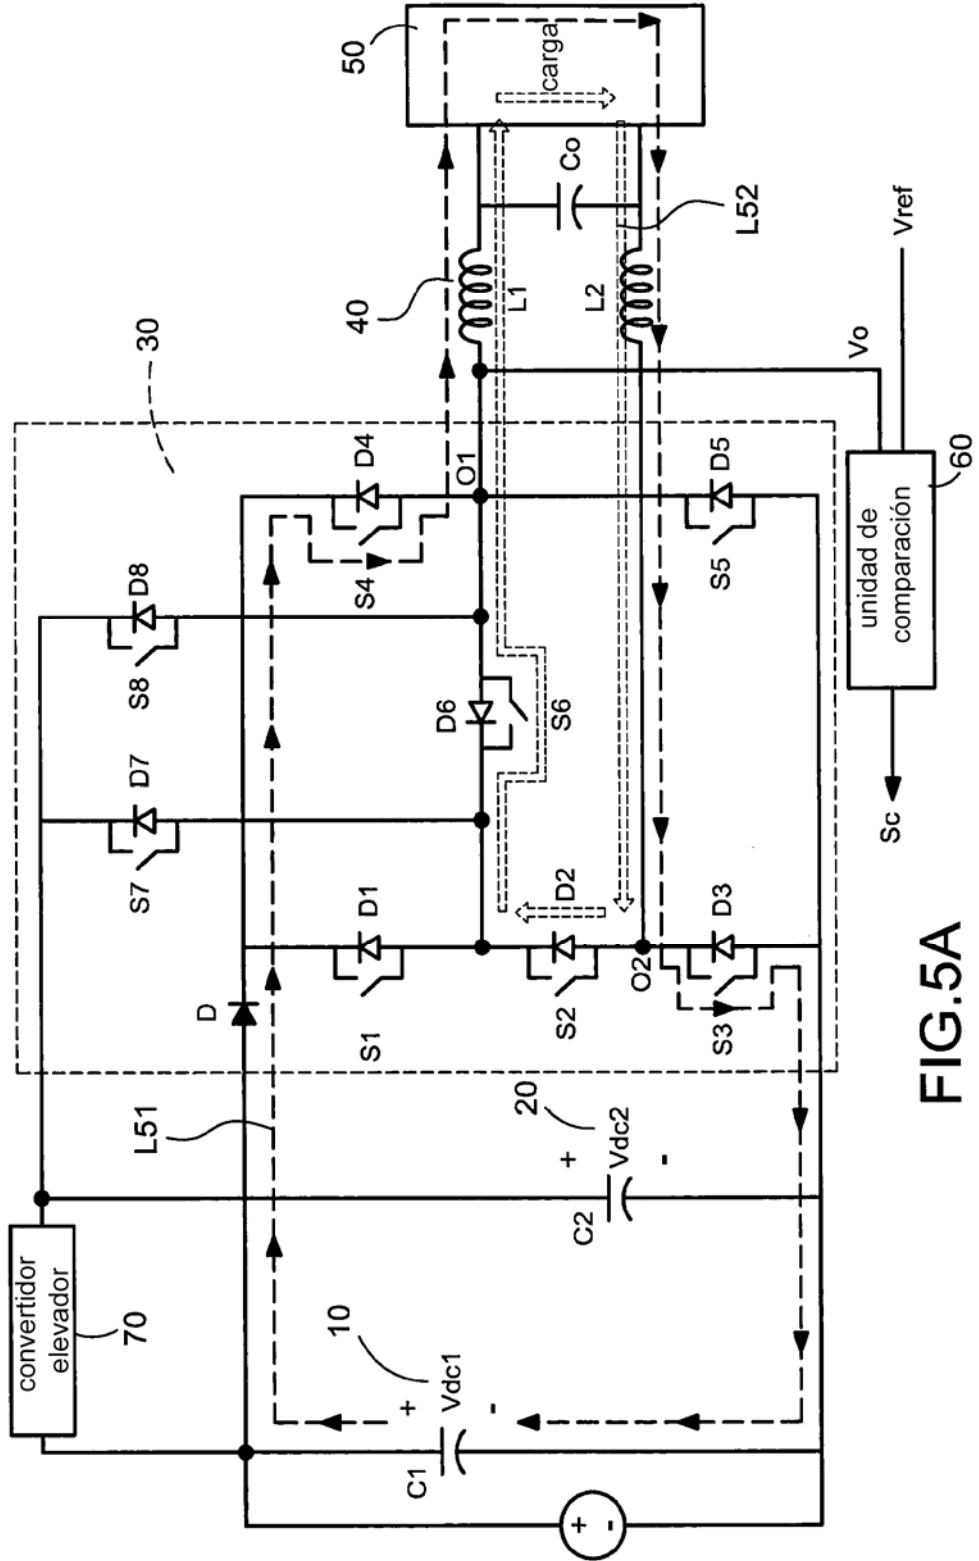 convertidor
elevador
70
30
L51
D
S7
D7
S8
D8
S4
D4
40
50
carga
10
C1
+
Vdc1
-
20
C2
+
Vdc2
-
S1
D1
D6
S6
O1
L1
Co
S2
D2
O2
L2
L52
S3
D3
S5
D5
+
-
Vo
Vref
unidad de
comparación
60
Sc
FIG.5A